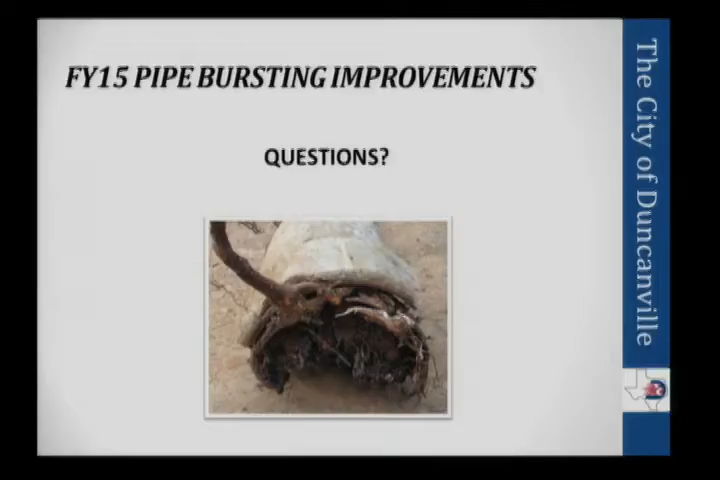 FY15 PIPE BURSTING IMPROVEMENTS
QUESTIONS?
The City of Duncanville